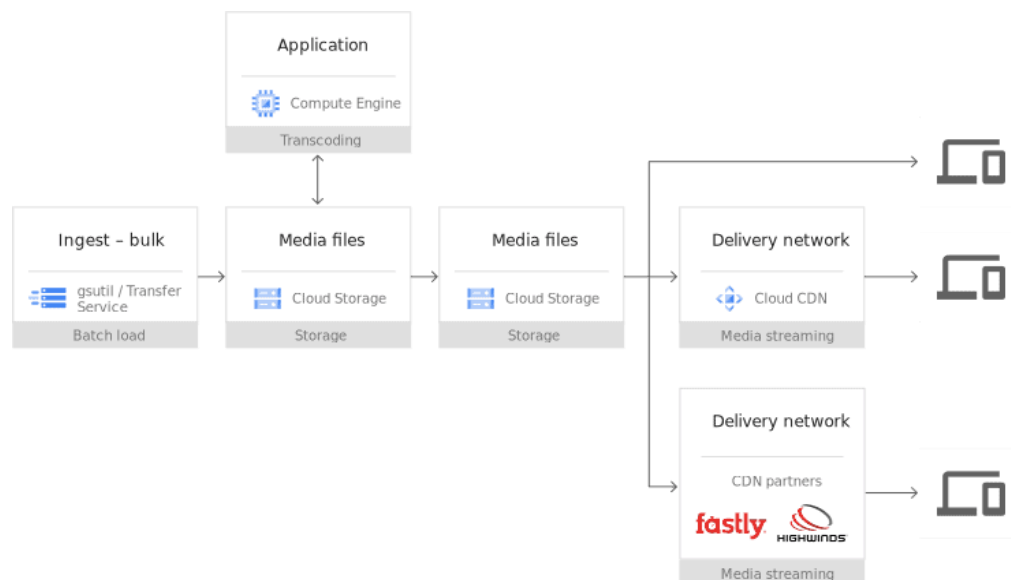 Application
Compute Engine
Transcoding
Ingest – bulk
gsutil / Transfer
Service
Batch load
Media files
Cloud Storage
Storage
Media files
Cloud Storage
Storage
Delivery network
Cloud CDN
Media streaming
Delivery network
CDN partners
fastly
HIGHWINDS
Media streaming